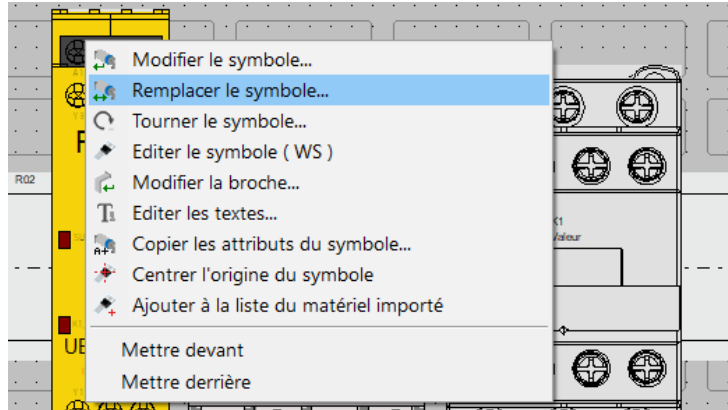 Modifier le symbole...
Remplacer le symbole...
Tourner le symbole...
Editer le symbole ( WS )
Modifier la broche...
R02
Editer les textes...
Copier les attributs du symbole...
Centrer l'origine du symbole
Ajouter à la liste du matériel importé
Mettre devant
Mettre derrière
K1
Valeur
UE